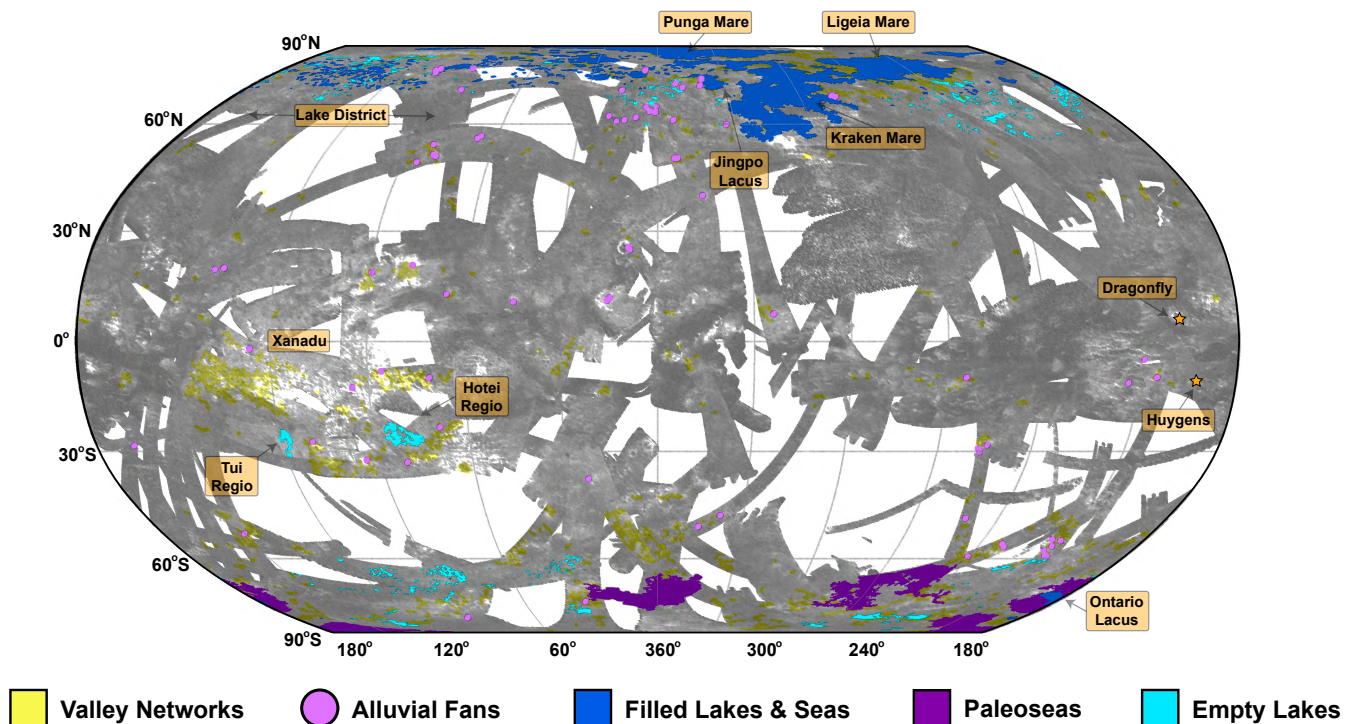 Punga Mare
Ligeia Mare
90°N
Lake District
60°N
Kraken Mare
Jingpo
Lacus
30°N
Dragonfly
0°
Xanadu
Hotei
Regio
Huygens
30°S
Tui
Regio
60°S
Ontario
Lacus
90°S
180° 120° 60° 360° 300° 240° 180°
Valley Networks
Alluvial Fans
Filled Lakes & Seas
Paleoseas
Empty Lakes